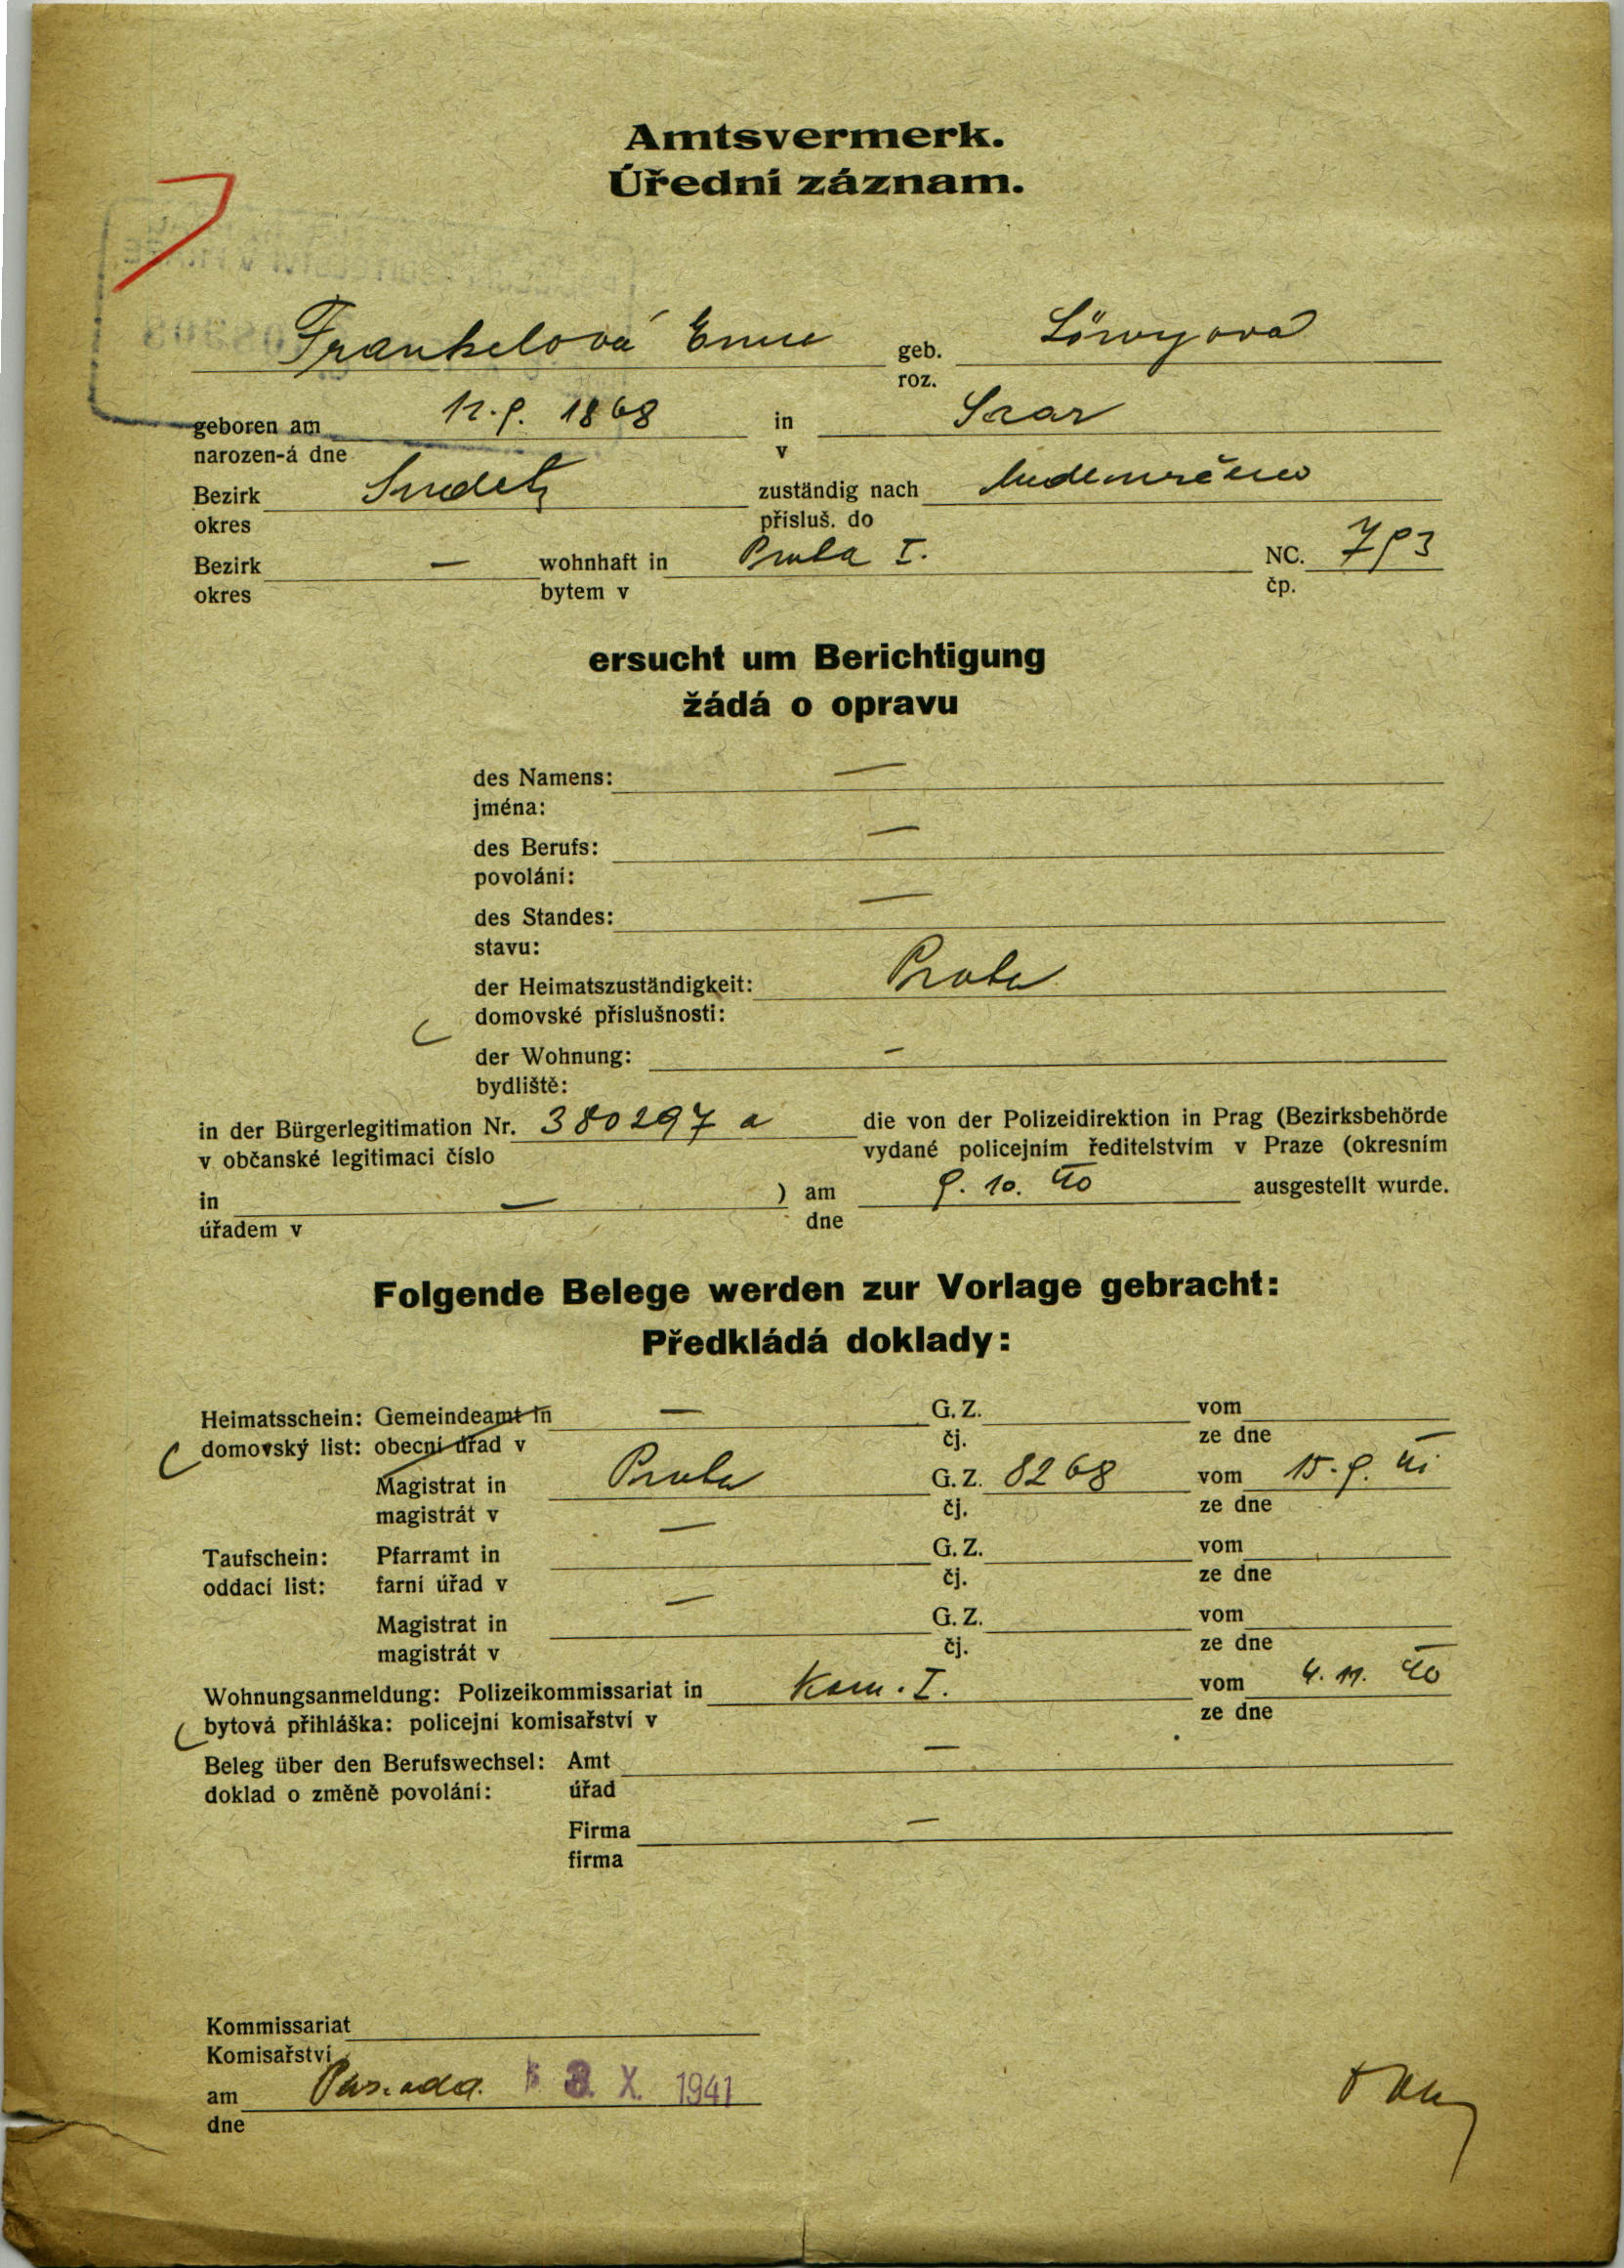 Amtsvermerk.
Úřední záznam.
Frankelová Emue geb. Löwyová
roz.
geboren am 12.9. 1868 in Saar
narozen-á dne v
Bezirk zuständig nach
okres přísluš. do
Bezirk — wohnhaft in Praha I. NC. 793
okres bytem v čp.
ersucht um Berichtigung
žádá o opravu
des Namens: —
jména:
des Berufs: —
povolání:
des Standes: —
stavu:
der Heimatszuständigkeit: Praha
domovské příslušnosti:
der Wohnung: —
bydliště:
in der Bürgerlegitimation Nr. 380297 a die von der Polizeidirektion in Prag (Bezirksbehörde
v občanské legitimaci číslo vydané policejním ředitelstvím v Praze (okresním
in — ) am 9. 10. 40 ausgestellt wurde.
úřadem v dne
Folgende Belege werden zur Vorlage gebracht:
Předkládá doklady:
Heimatsschein: Gemeindeamt in — G. Z. vom
domovský list: obecní úřad v čj. ze dne
Magistrat in Praha G. Z. 8268 vom 15. 9. 41
magistrát v čj. ze dne
Taufschein: Pfarramt in — G. Z. vom
oddací list: farní úřad v čj. ze dne
Magistrat in — G. Z. vom
magistrát v čj. ze dne
Wohnungsanmeldung: Polizeikommissariat in Kom. I. vom 4. 11. 40
bytová přihláška: policejní komisařství v ze dne
Beleg über den Berufswechsel: Amt —
doklad o změně povolání: úřad
Firma —
firma
Kommissariat
Komisařství
am 3. X. 1941
dne